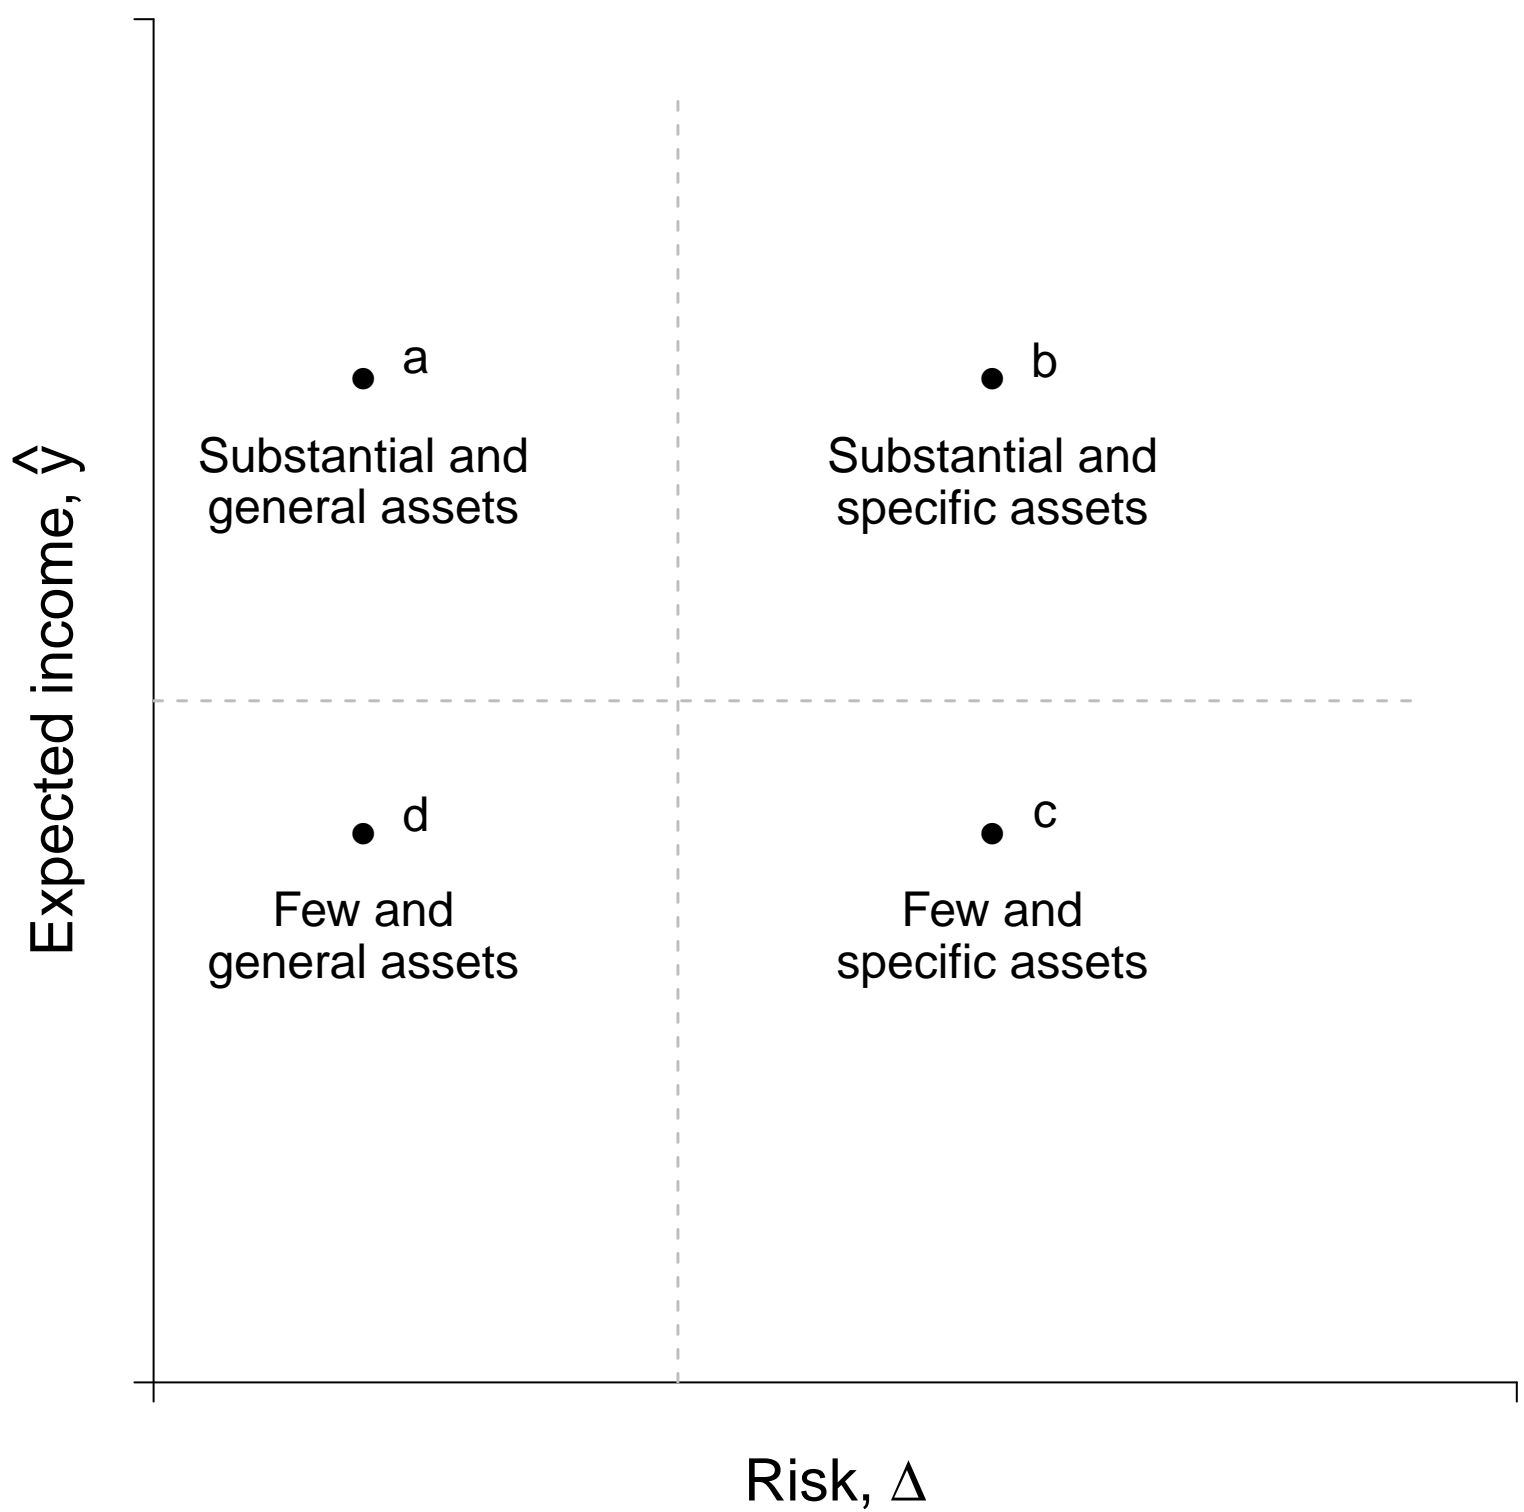 a
Substantial and
general assets
b
Substantial and
specific assets
d
Few and
general assets
c
Few and
specific assets
Expected income, ŷ
Risk, Δ